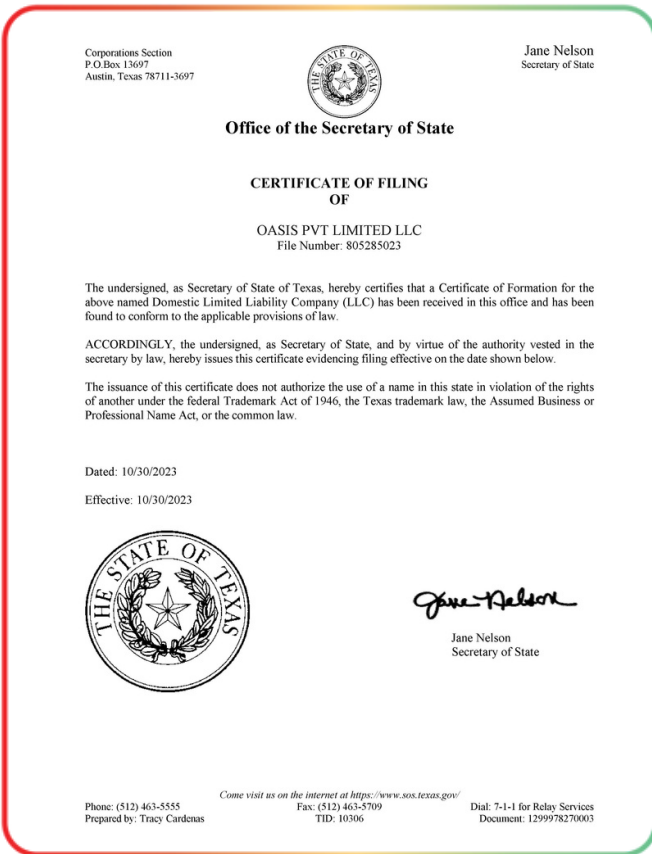 Corporations Section
P.O.Box 13697
Austin, Texas 78711-3697
THE STATE OF TEXAS
Jane Nelson
Secretary of State
Office of the Secretary of State
CERTIFICATE OF FILING
OF
OASIS PVT LIMITED LLC
File Number: 805285023
The undersigned, as Secretary of State of Texas, hereby certifies that a Certificate of Formation for the
above named Domestic Limited Liability Company (LLC) has been received in this office and has been
found to conform to the applicable provisions of law.
ACCORDINGLY, the undersigned, as Secretary of State, and by virtue of the authority vested in the
secretary by law, hereby issues this certificate evidencing filing effective on the date shown below.
The issuance of this certificate does not authorize the use of a name in this state in violation of the rights
of another under the federal Trademark Act of 1946, the Texas trademark law, the Assumed Business or
Professional Name Act, or the common law.
Dated: 10/30/2023
Effective: 10/30/2023
THE STATE OF TEXAS
Jane Nelson
Jane Nelson
Secretary of State
Come visit us on the internet at https://www.sos.texas.gov/
Phone: (512) 463-5555 Fax: (512) 463-5709 Dial: 7-1-1 for Relay Services
Prepared by: Tracy Cardenas TID: 10306 Document: 1299978270003